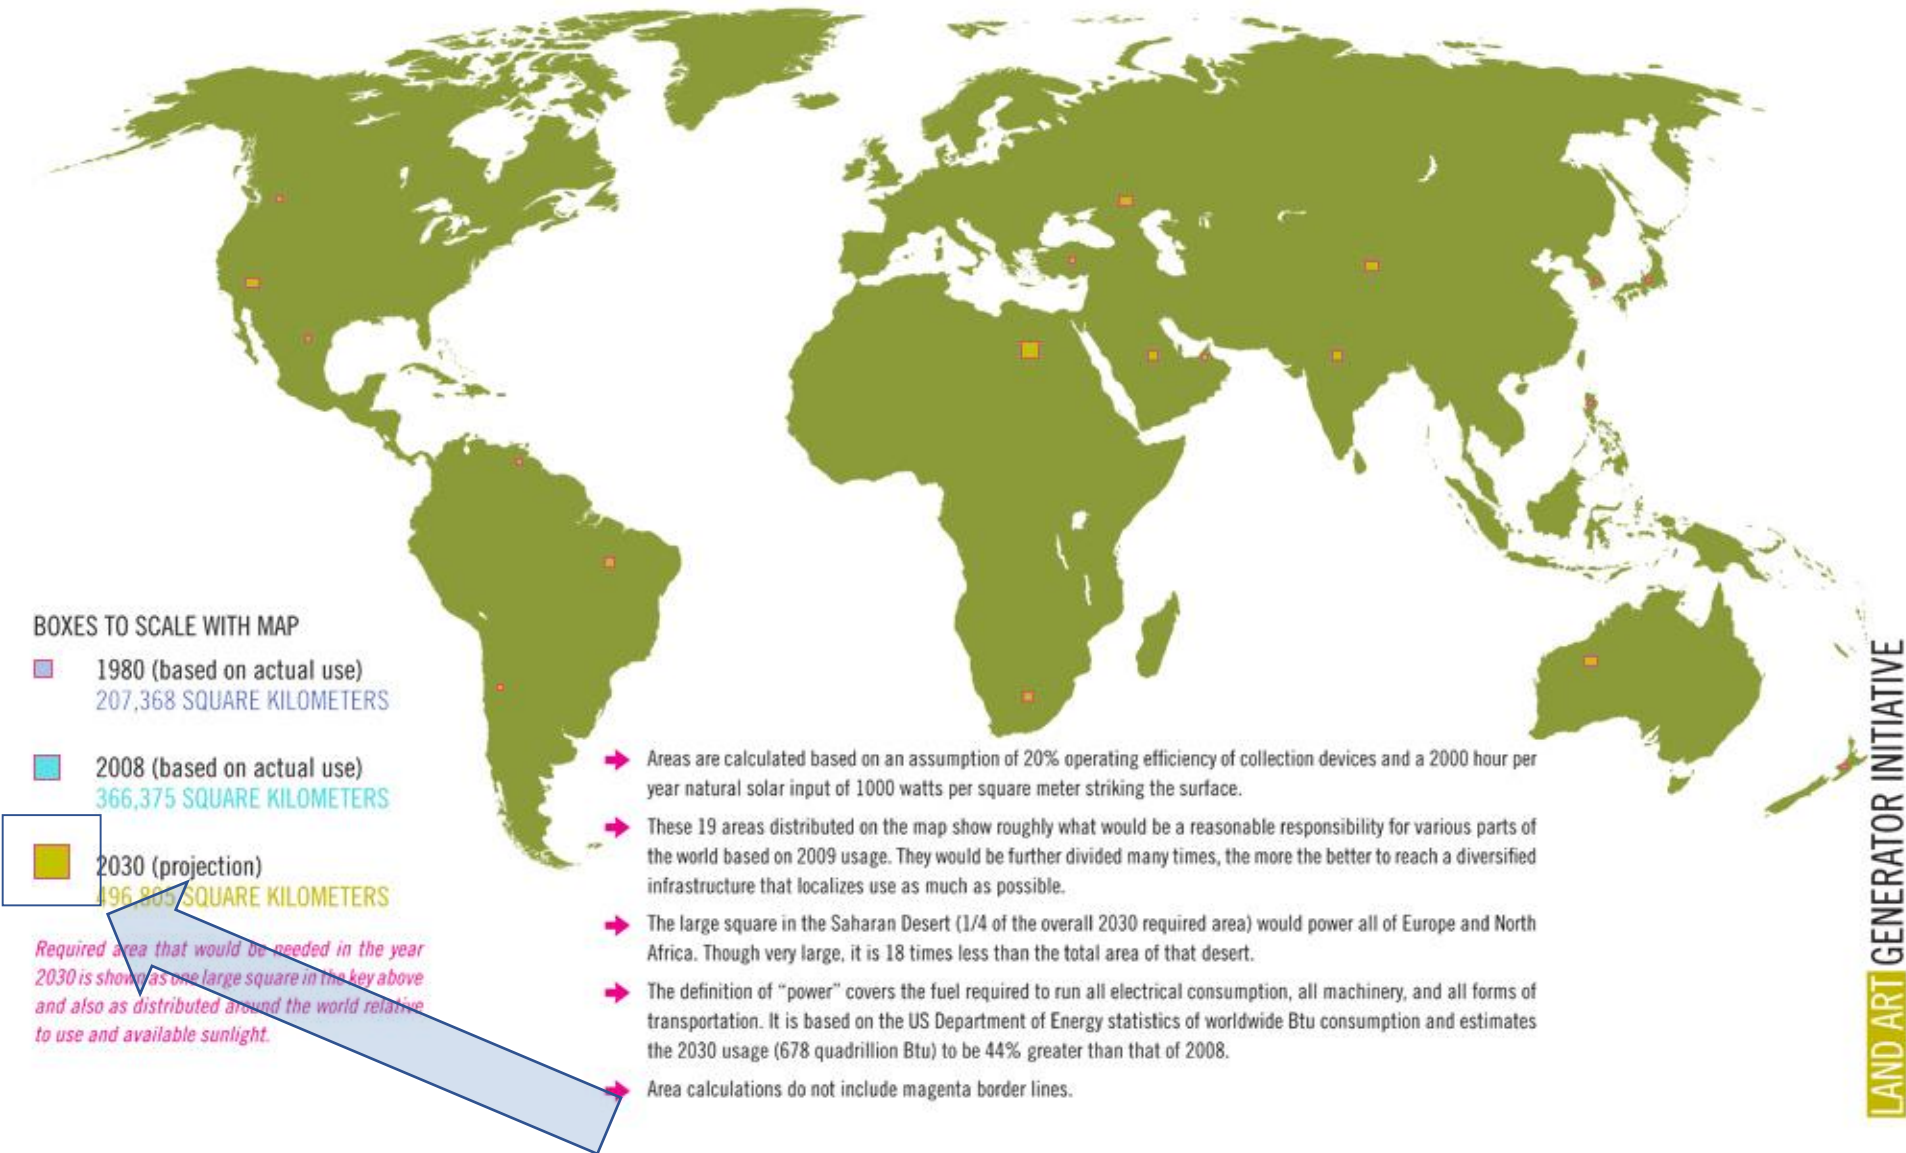 BOXES TO SCALE WITH MAP
1980 (based on actual use)
207,368 SQUARE KILOMETERS
2008 (based on actual use)
366,375 SQUARE KILOMETERS
2030 (projection)
496,805 SQUARE KILOMETERS
Required area that would be needed in the year
2030 is shown as one large square in the key above
and also as distributed around the world relative
to use and available sunlight.
Areas are calculated based on an assumption of 20% operating efficiency of collection devices and a 2000 hour per
year natural solar input of 1000 watts per square meter striking the surface.
These 19 areas distributed on the map show roughly what would be a reasonable responsibility for various parts of
the world based on 2009 usage. They would be further divided many times, the more the better to reach a diversified
infrastructure that localizes use as much as possible.
The large square in the Saharan Desert (1/4 of the overall 2030 required area) would power all of Europe and North
Africa. Though very large, it is 18 times less than the total area of that desert.
The definition of “power” covers the fuel required to run all electrical consumption, all machinery, and all forms of
transportation. It is based on the US Department of Energy statistics of worldwide Btu consumption and estimates
the 2030 usage (678 quadrillion Btu) to be 44% greater than that of 2008.
Area calculations do not include magenta border lines.
LAND ART GENERATOR INITIATIVE